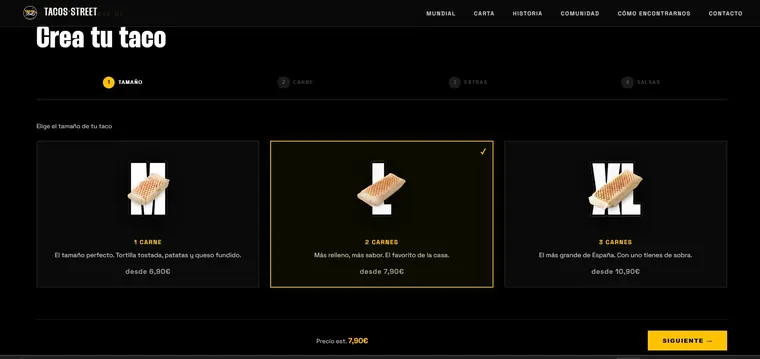 TACOS·STREET
MUNDIAL
CARTA
HISTORIA
COMUNIDAD
CÓMO ENCONTRARNOS
CONTACTO
Crea tu taco
1 TAMAÑO
2 CARNE
3 EXTRAS
4 SALSAS
Elige el tamaño de tu taco
M
L
XL
1 CARNE
El tamaño perfecto. Tortilla tostada, patatas y queso fundido.
desde 6,90€
2 CARNES
Más relleno, más sabor. El favorito de la casa.
desde 7,90€
3 CARNES
El más grande de España. Con uno tienes de sobra.
desde 10,90€
Precio est. 7,90€
SIGUIENTE →